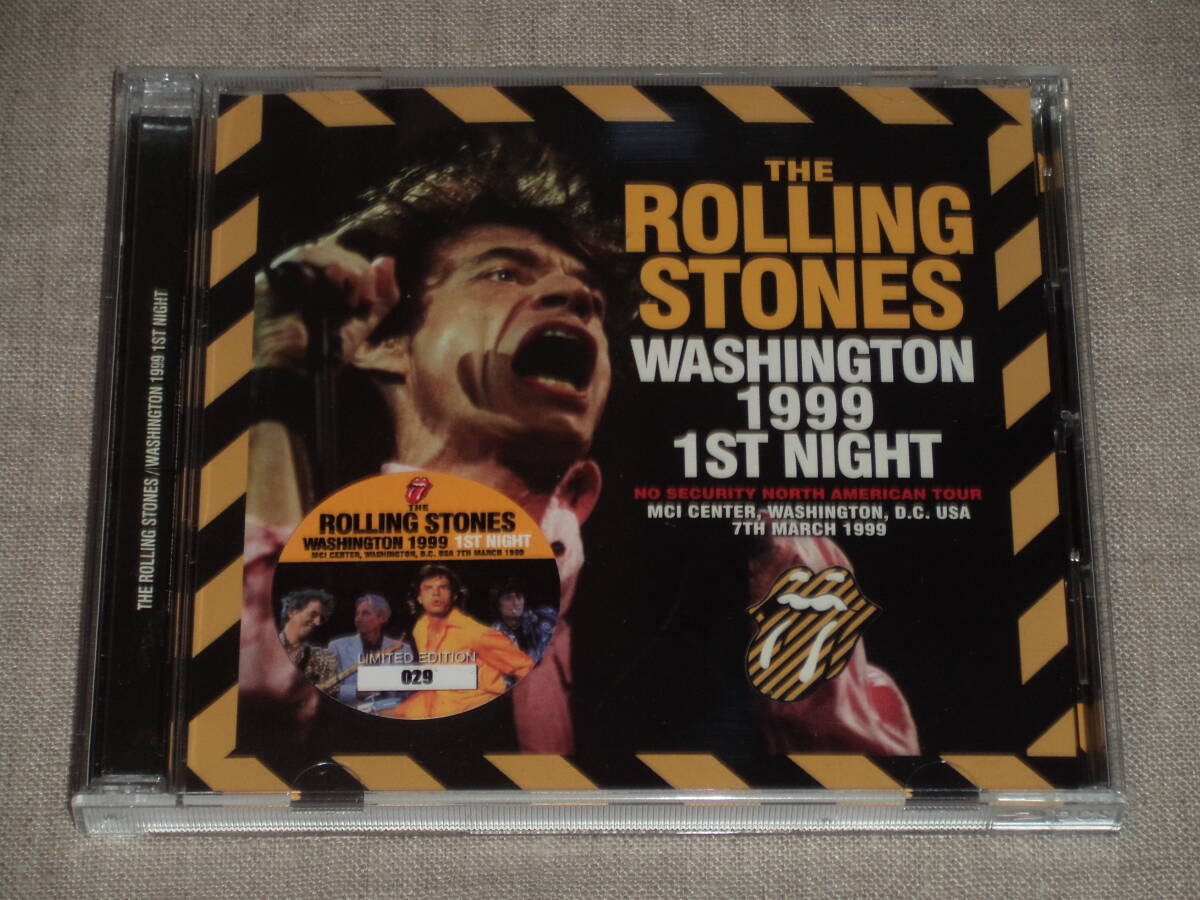 THE ROLLING STONES/WASHINGTON 1999 1ST NIGHT
THE
ROLLING
STONES
WASHINGTON
1999
1ST NIGHT
NO SECURITY NORTH AMERICAN TOUR
MCI CENTER, WASHINGTON, D.C. USA
7TH MARCH 1999
THE
ROLLING STONES
WASHINGTON 1999 1ST NIGHT
MCI CENTER, WASHINGTON, D.C. USA 7TH MARCH 1999
LIMITED EDITION
029